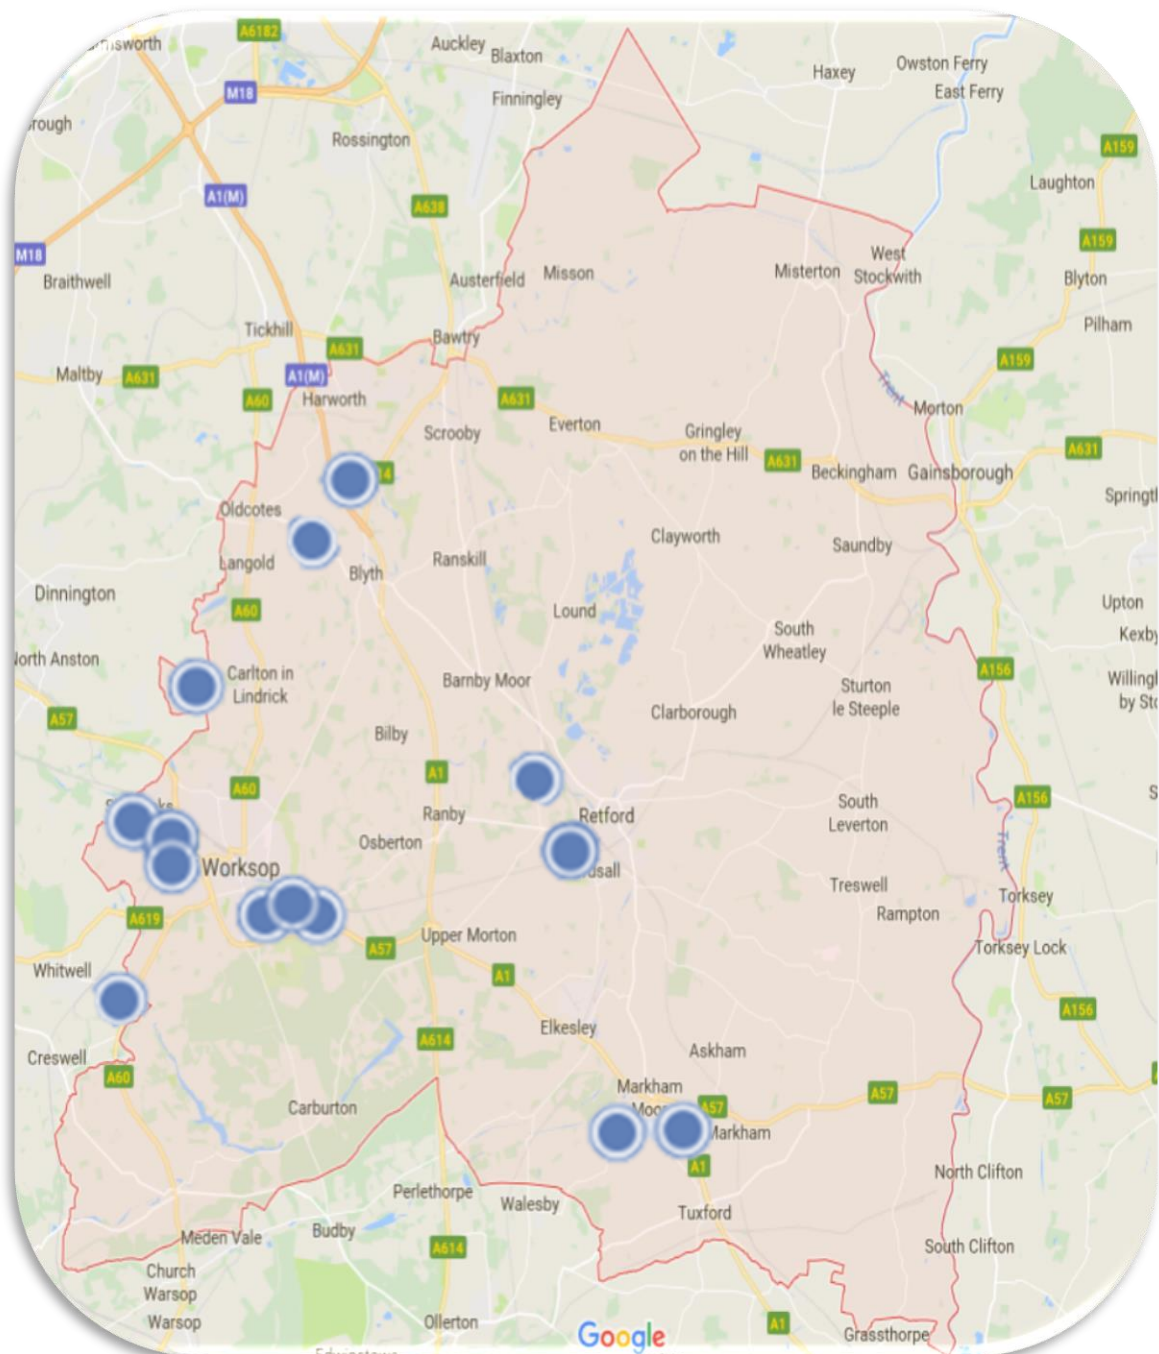 A6182
Auckley
Blaxton
Haxey
Owston Ferry
East Ferry
M18
Finningley
Rossington
A159
A1(M)
A638
Laughton
M18
A159
Braithwell
Austerfield
Misson
Misterton
West
Stockwith
Blyton
Tickhill
A631
Bawtry
Pilham
Maltby
A631
A1(M)
A159
A60
Harworth
A631
Trent
Morton
Scrooby
Everton
Gringley
on the Hill
A631
A631
Beckingham
Gainsborough
14
Oldcotes
Clayworth
Saundby
Langold
Blyth
Ranskill
Dinnington
A60
Lound
Upton
South
Wheatley
North Anston
Carlton in
Lindrick
Barnby Moor
A156
Sturton
le Steeple
A57
Clarborough
Bilby
A1
A60
A156
Ranby
Retford
South
Leverton
Osberton
Trent
Worksop
Treswell
Torksey
A619
Rampton
A57
Upper Morton
Torksey Lock
Whitwell
A1
A156
Elkesley
A614
Creswell
Askham
A60
Markham
A57
A57
A57
Carburton
Markham
A1
North Clifton
Perlethorpe
Walesby
Tuxford
Meden Vale
Budby
A614
South Clifton
Church
Warsop
Warsop
Ollerton
Google
A1
Grassthorpe